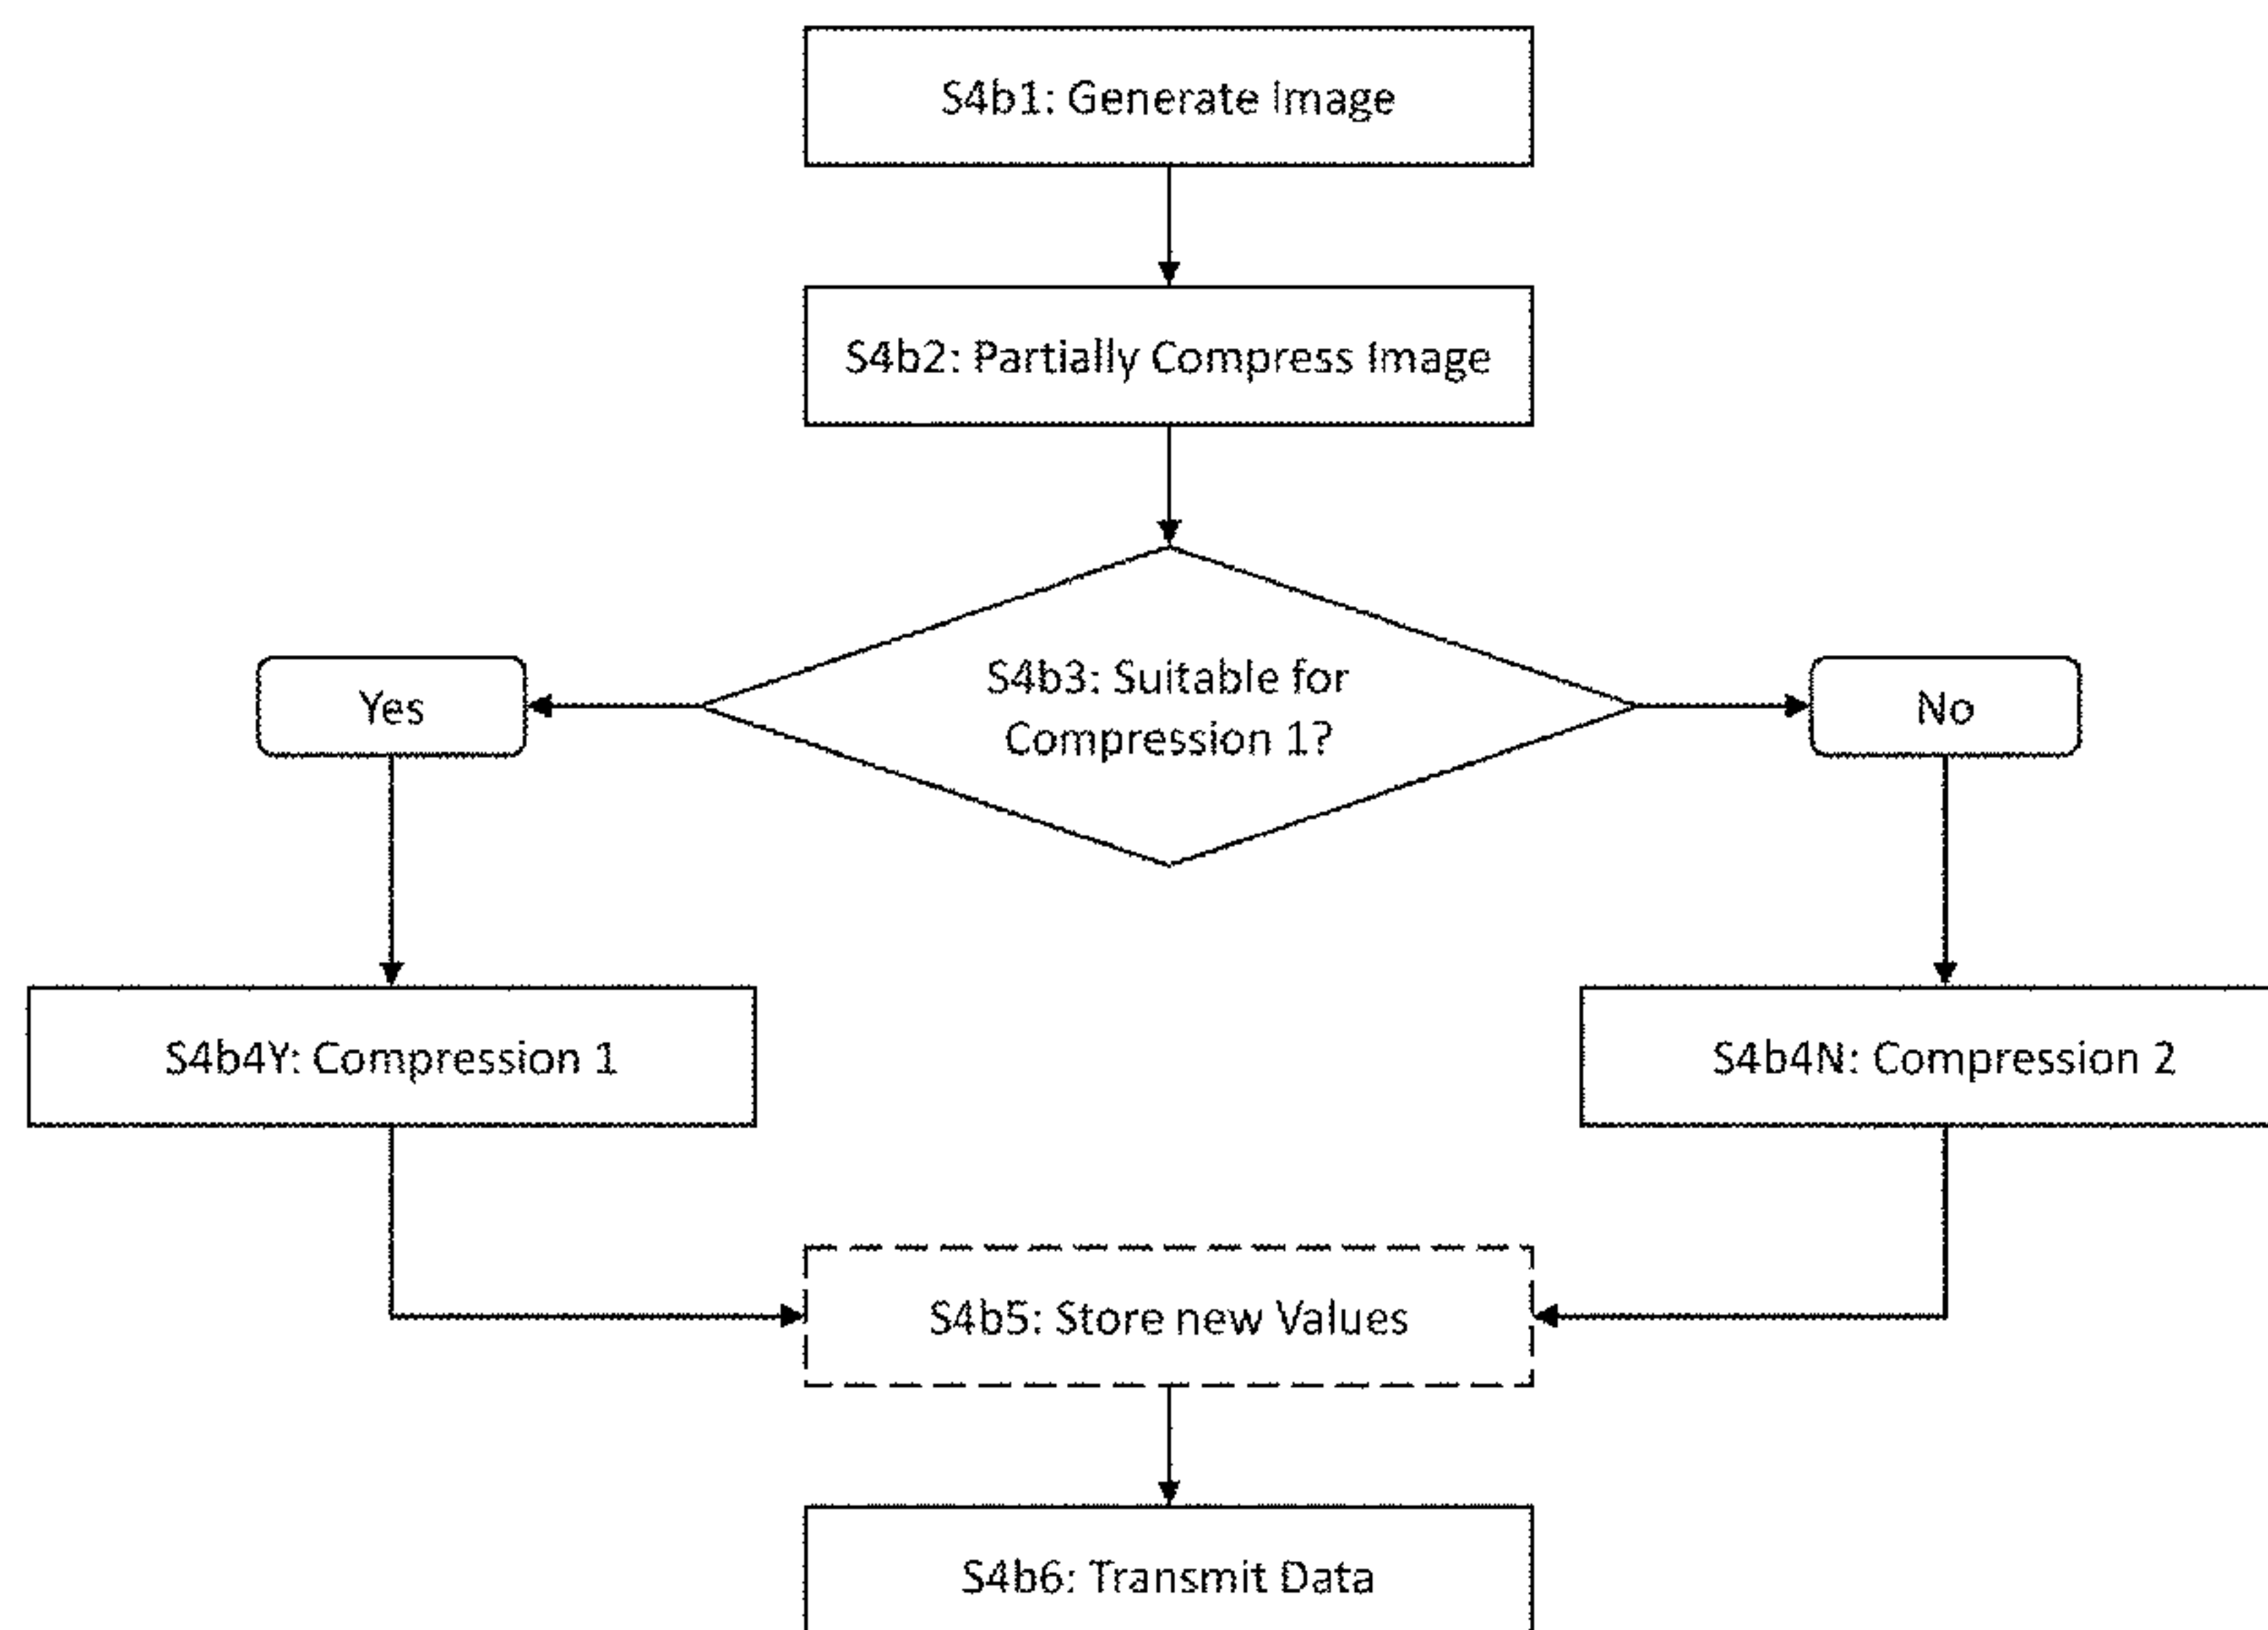 S4b1: Generate Image
S4b2: Partially Compress Image
S4b3: Suitable for
Compression 1?
Yes
No
S4b4Y: Compression 1
S4b4N: Compression 2
S4b5: Store new Values
S4b6: Transmit Data